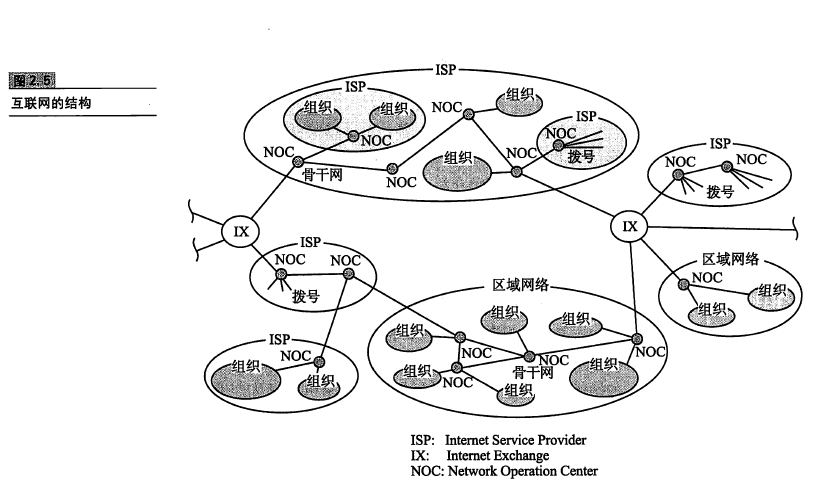 图2.5
互联网的结构
ISP
ISP
组织
组织
NOC
NOC
骨干网
NOC
NOC
组织
组织
NOC
ISP
NOC
拨号
ISP
NOC
NOC
拨号
IX
IX
ISP
NOC
NOC
拨号
区域网络
NOC
组织
组织
ISP
NOC
组织
组织
区域网络
组织
组织
组织
NOC
NOC
骨干网
NOC
组织
NOC
组织
组织
ISP: Internet Service Provider
IX: Internet Exchange
NOC: Network Operation Center